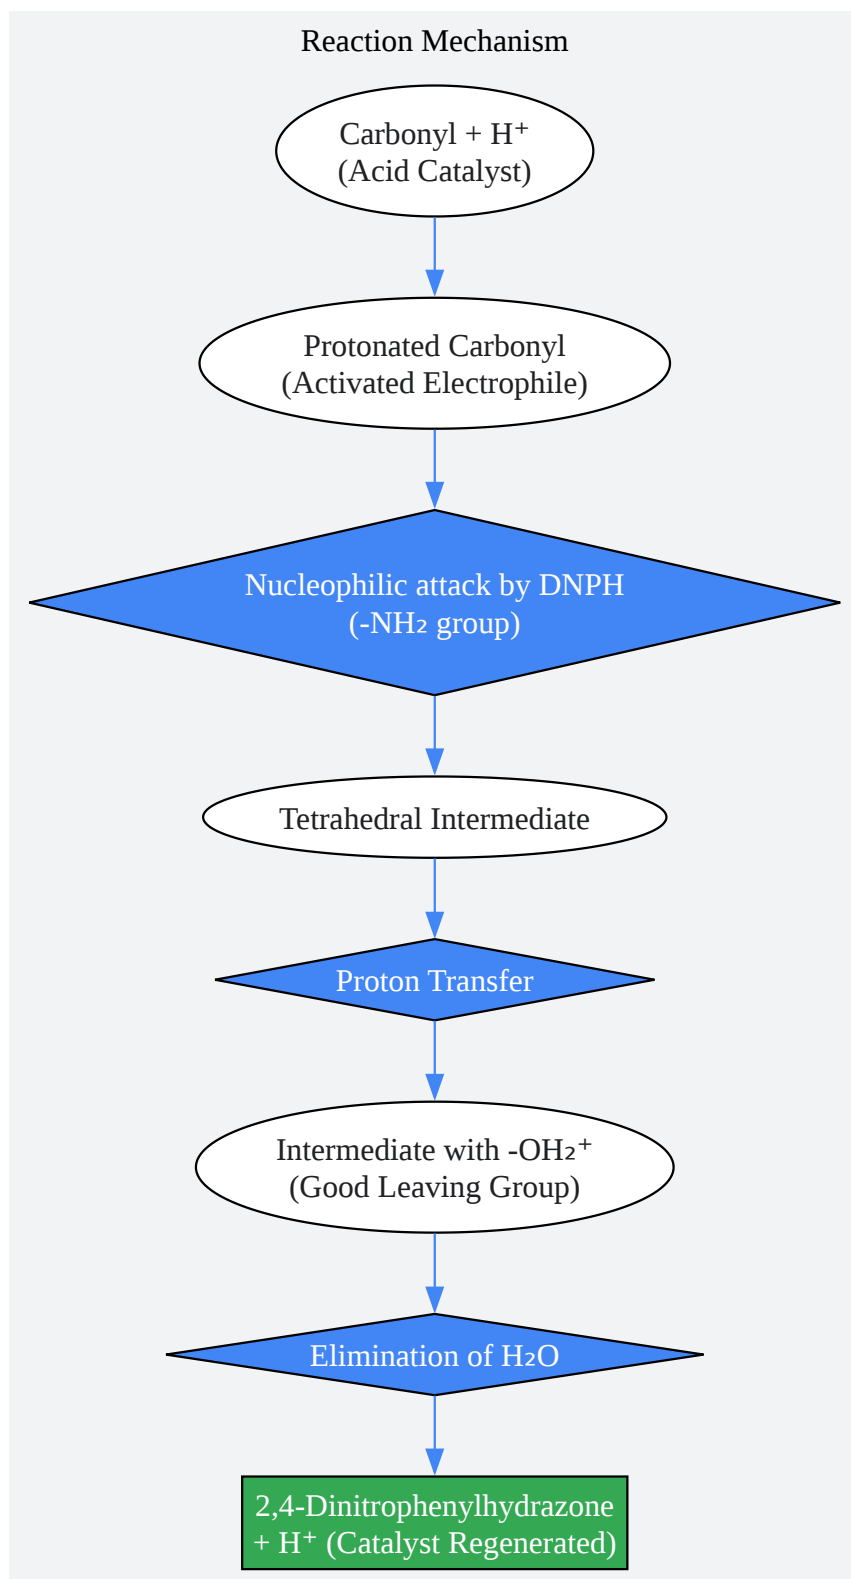 Reaction Mechanism
Carbonyl + H⁺
(Acid Catalyst)
Protonated Carbonyl
(Activated Electrophile)
Nucleophilic attack by DNPH
(-NH₂ group)
Tetrahedral Intermediate
Proton Transfer
Intermediate with -OH₂⁺
(Good Leaving Group)
Elimination of H₂O
2,4-Dinitrophenylhydrazone
+ H⁺ (Catalyst Regenerated)